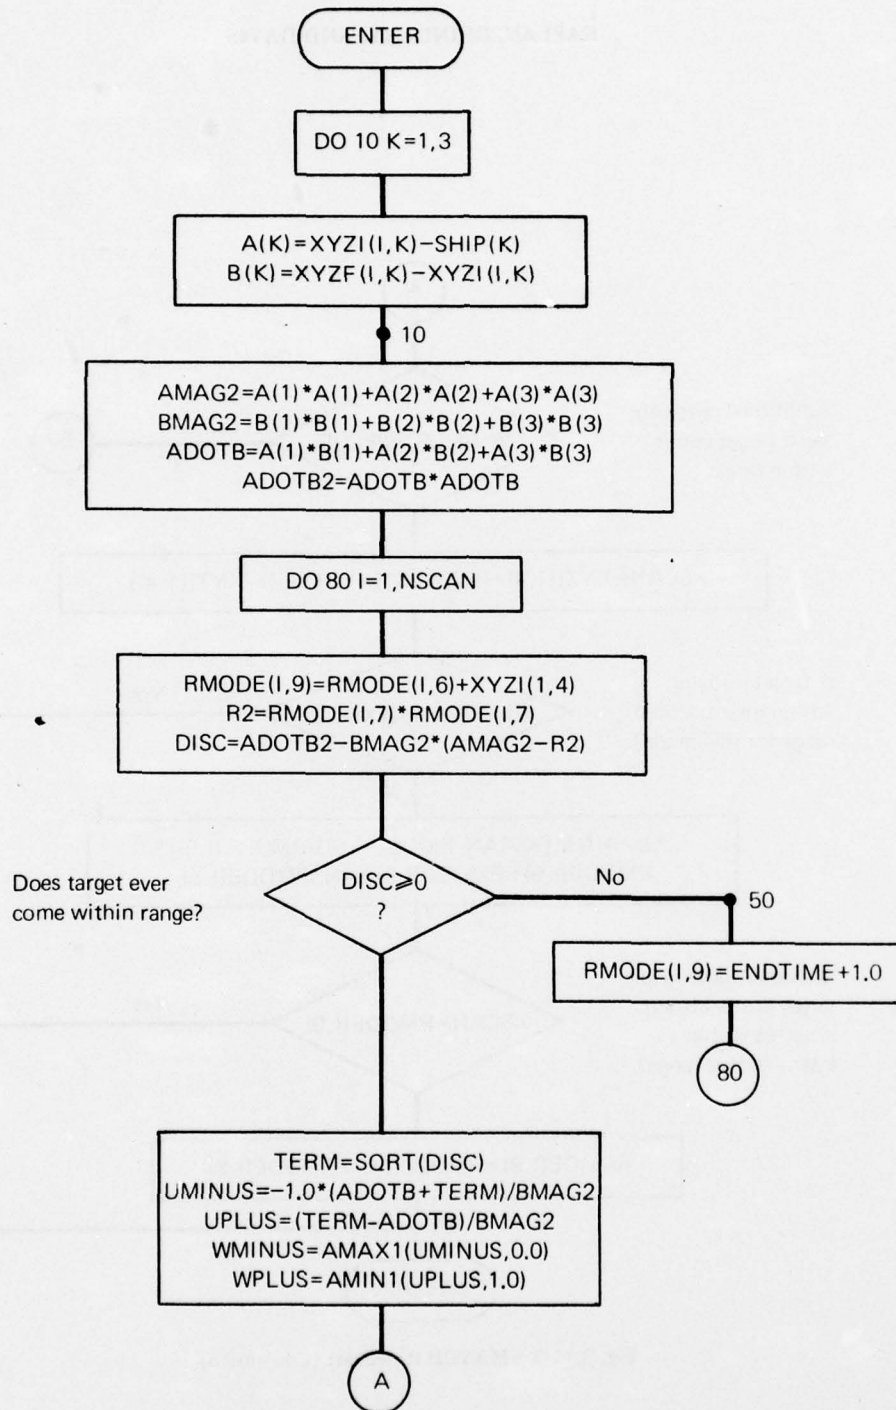 ENTER
DO 10 K=1,3
A(K)=XYZI(I,K)-SHIP(K)
B(K)=XYZF(I,K)-XYZI(I,K)
10
AMAG2=A(1)*A(1)+A(2)*A(2)+A(3)*A(3)
BMAG2=B(1)*B(1)+B(2)*B(2)+B(3)*B(3)
ADOTB=A(1)*B(1)+A(2)*B(2)+A(3)*B(3)
ADOTB2=ADOTB*ADOTB
DO 80 I=1,NSCAN
RMODE(I,9)=RMODE(I,6)+XYZI(1,4)
R2=RMODE(I,7)*RMODE(I,7)
DISC=ADOTB2-BMAG2*(AMAG2-R2)
Does target ever
come within range?
DISC⩾0
?
No
50
RMODE(I,9)=ENDTIME+1.0
80
TERM=SQRT(DISC)
UMINUS=-1.0*(ADOTB+TERM)/BMAG2
UPLUS=(TERM-ADOTB)/BMAG2
WMINUS=AMAX1(UMINUS,0.0)
WPLUS=AMIN1(UPLUS,1.0)
A